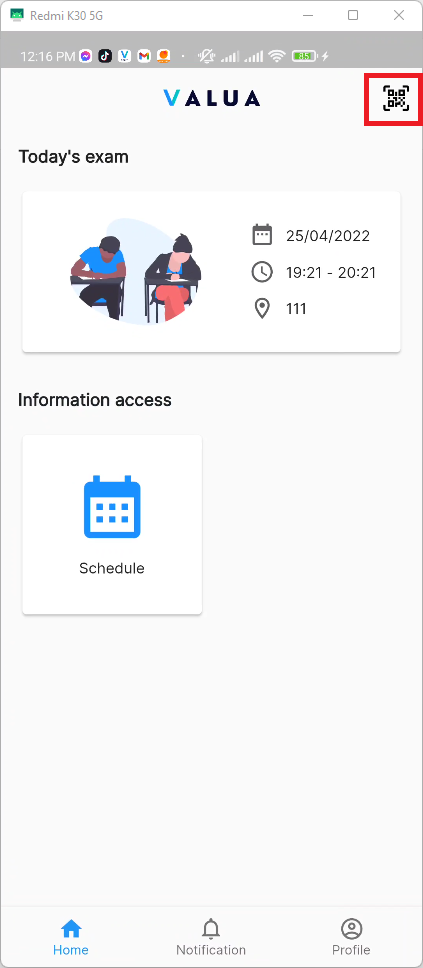 Redmi K30 5G
12:16 PM
85
VALUA
Today's exam
25/04/2022
19:21 - 20:21
111
Information access
Schedule
Home
Notification
Profile